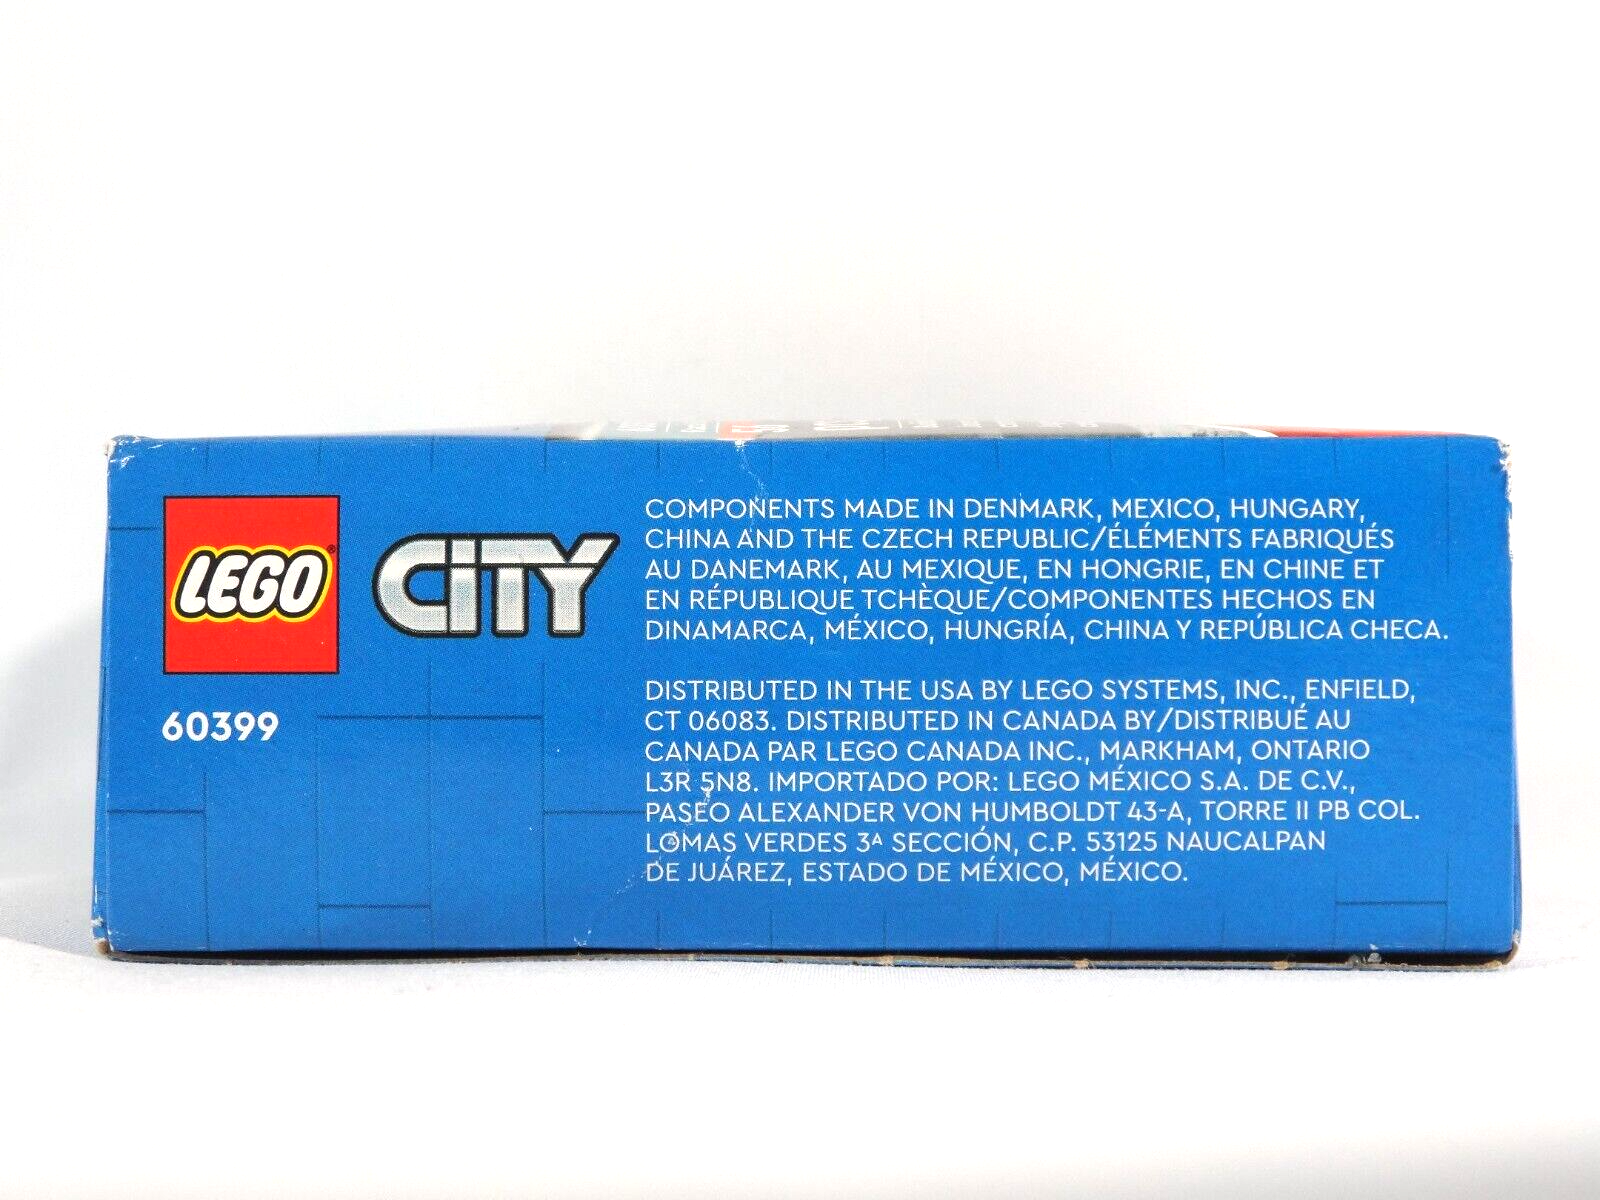 LEGO®
CITY
60399
COMPONENTS MADE IN DENMARK, MEXICO, HUNGARY,
CHINA AND THE CZECH REPUBLIC/ÉLÉMENTS FABRIQUÉS
AU DANEMARK, AU MEXIQUE, EN HONGRIE, EN CHINE ET
EN RÉPUBLIQUE TCHÈQUE/COMPONENTES HECHOS EN
DINAMARCA, MÉXICO, HUNGRÍA, CHINA Y REPÚBLICA CHECA.
DISTRIBUTED IN THE USA BY LEGO SYSTEMS, INC., ENFIELD,
CT 06083. DISTRIBUTED IN CANADA BY/DISTRIBUÉ AU
CANADA PAR LEGO CANADA INC., MARKHAM, ONTARIO
L3R 5N8. IMPORTADO POR: LEGO MÉXICO S.A. DE C.V.,
PASEO ALEXANDER VON HUMBOLDT 43-A, TORRE II PB COL.
LOMAS VERDES 3ᴬ SECCIÓN, C.P. 53125 NAUCALPAN
DE JUÁREZ, ESTADO DE MÉXICO, MÉXICO.